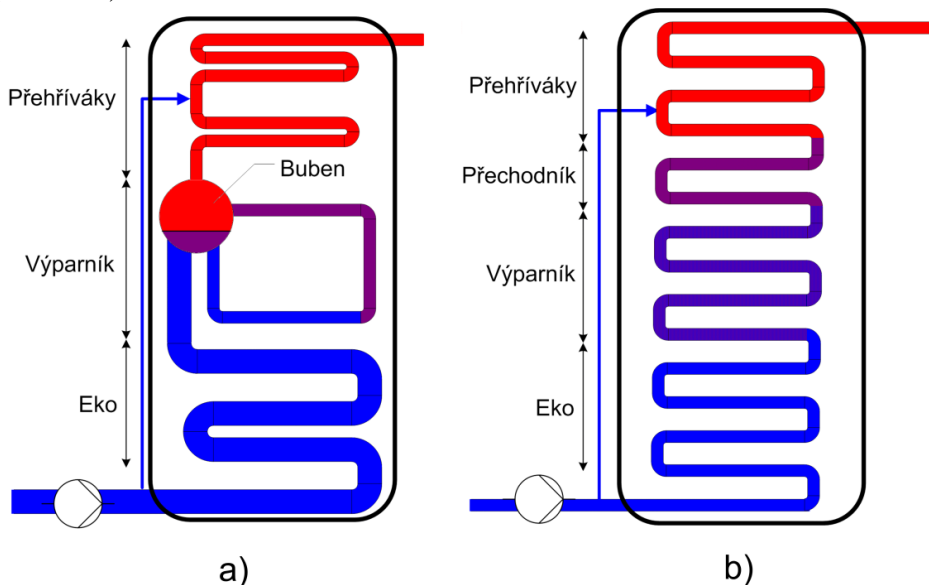 Přehříváky
Buben
Výparník
Eko
a)
Přehříváky
Přechodník
Výparník
Eko
b)